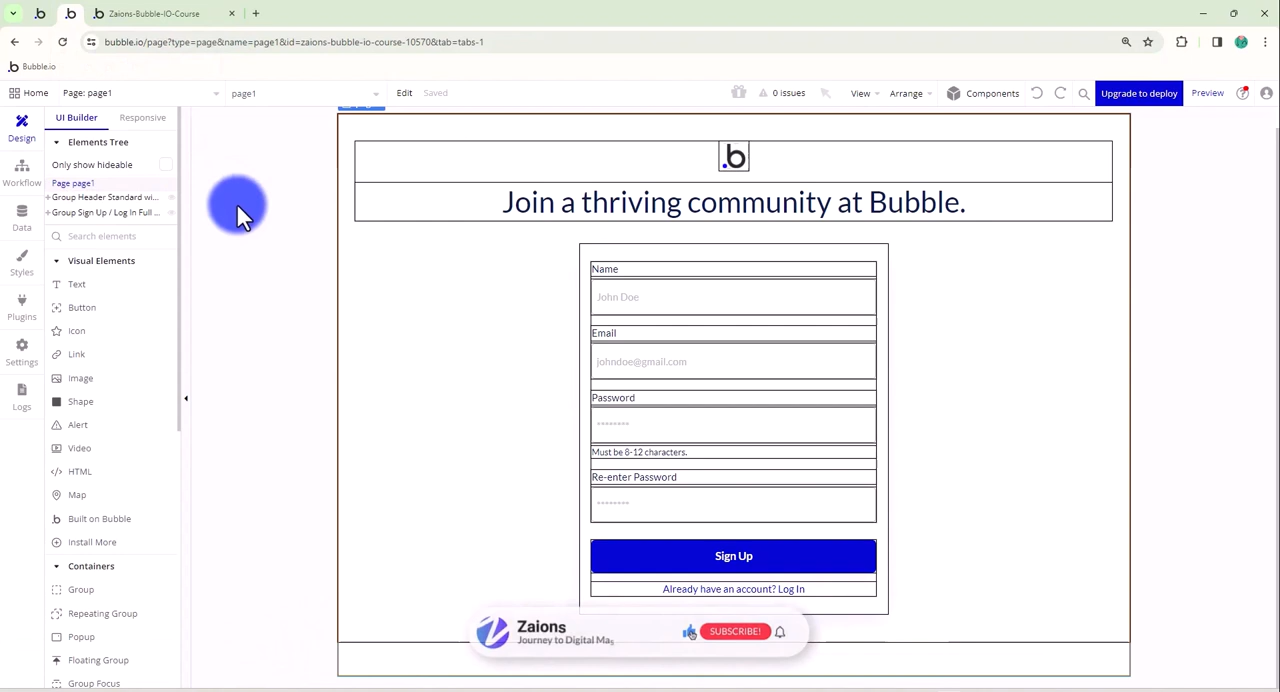 Zaions-Bubble-IO-Course
bubble.io/page?type=page&name=page1&id=zaions-bubble-io-course-10570&tab=tabs-1
Bubble.io
Home
Page: page1
page1
Edit
Saved
0 issues
View
Arrange
Components
Upgrade to deploy
Preview
Design
Workflow
Data
Styles
Plugins
Settings
Logs
UI Builder
Responsive
Elements Tree
Only show hideable
Page page1
Group Header Standard wi...
Group Sign Up / Log In Full ...
Search elements
Visual Elements
Text
Button
Icon
Link
Image
Shape
Alert
Video
HTML
Map
Built on Bubble
Install More
Containers
Group
Repeating Group
Popup
Floating Group
Group Focus
.b
Join a thriving community at Bubble.
Name
John Doe
Email
johndoe@gmail.com
Password
********
Must be 8-12 characters.
Re-enter Password
********
Sign Up
Already have an account? Log In
Zaions
Journey to Digital Mas
SUBSCRIBE!